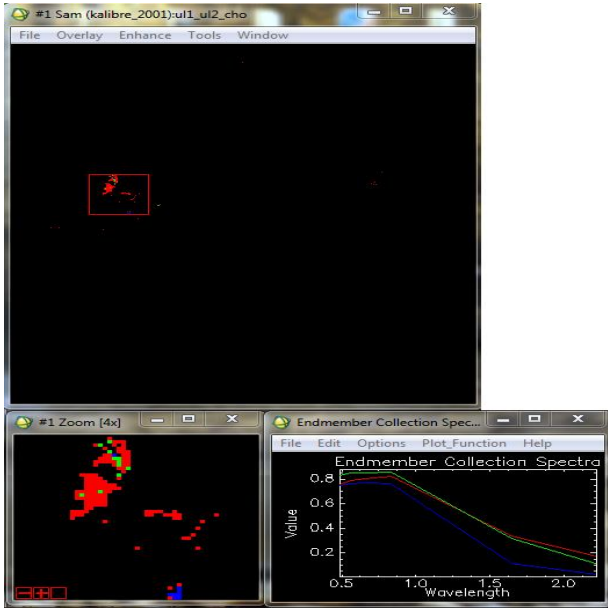 #1 Sam (kalibre_2001):ul1_ul2_cho
File Overlay Enhance Tools Window
#1 Zoom [4x]
Endmember Collection Spec...
File Edit Options Plot_Function Help
Endmember Collection Spectra
Value
0.8
0.6
0.4
0.2
0.5 1.0 1.5 2.0
Wavelength